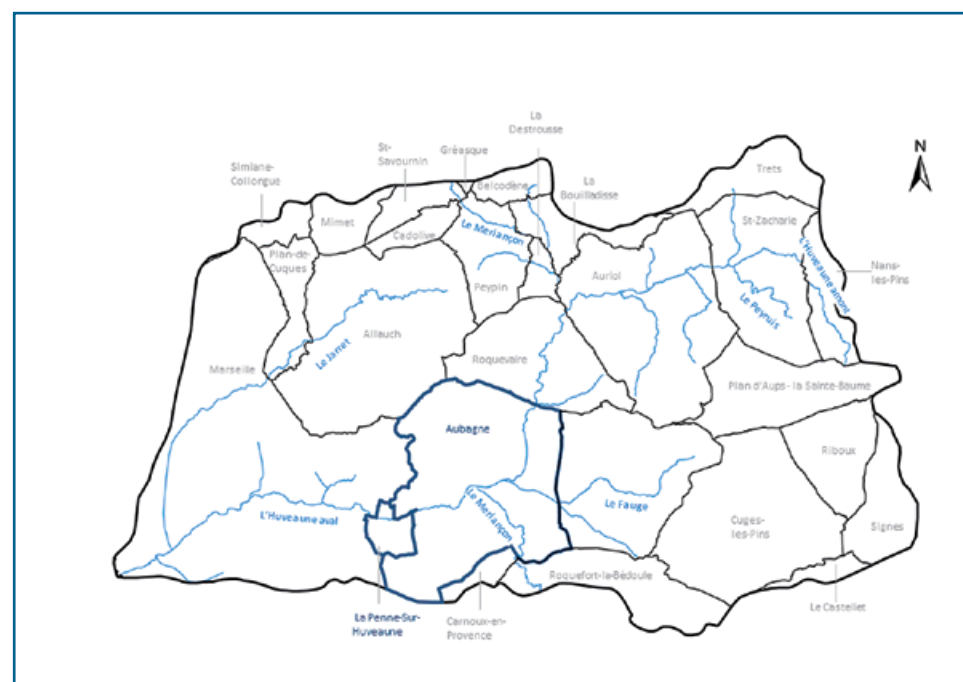 La
Destrousse
St-
Savournin
Gréasque
N
Simiane-
Collongue
Belcodène
La
Bouilladisse
Trets
Mimet
Cadolive
Le Merlançon
St-Zacharie
Plan-de-
Cuques
Peypin
Auriol
L'Huveaune amont
Nans-
les-Pins
Le Peyruis
Allauch
Le Jarret
Roquevaire
Marseille
Plan d'Aups- la Sainte-Baume
Aubagne
Riboux
Le Merlançon
Le Fauge
L'Huveaune aval
Cuges-
les-Pins
Signes
Roquefort-la-Bédoule
Le Castellet
La Penne-Sur-
Huveaune
Carnoux-en-
Provence